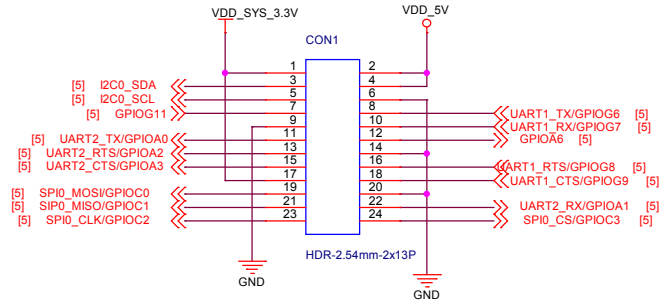 VDD_SYS_3.3V
VDD_5V
CON1
1 2
[5] I2C0_SDA 3 4
[5] I2C0_SCL 5 6
[5] GPIOG11 7 8 UART1_TX/GPIOG6 [5]
9 10 UART1_RX/GPIOG7 [5]
[5] UART2_TX/GPIOA0 11 12 GPIOA6 [5]
[5] UART2_RTS/GPIOA2 13 14
[5] UART2_CTS/GPIOA3 15 16 UART1_RTS/GPIOG8 [5]
17 18 UART1_CTS/GPIOG9 [5]
[5] SPI0_MOSI/GPIOC0 19 20
[5] SIP0_MISO/GPIOC1 21 22 UART2_RX/GPIOA1 [5]
[5] SPI0_CLK/GPIOC2 23 24 SPI0_CS/GPIOC3 [5]
HDR-2.54mm-2x13P
GND
GND